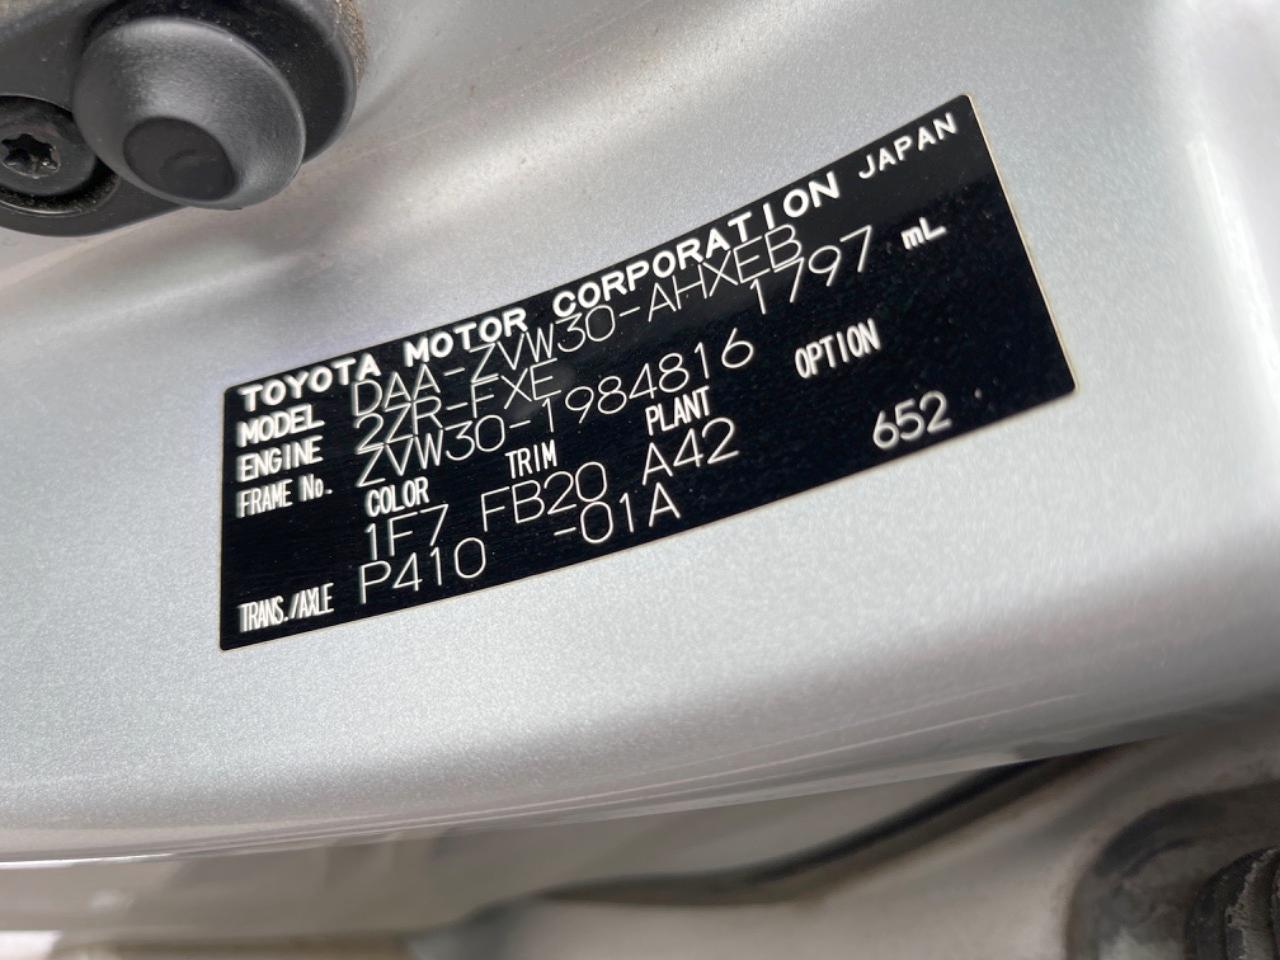 TOYOTA MOTOR CORPORATION JAPAN
MODEL DAA-ZVW30-AHXEB
ENGINE 2ZR-FXE 1797 mL
FRAME No. ZVW30-1984816
COLOR TRIM PLANT OPTION
1F7 FB20 A42 652
TRANS./AXLE P410 -01A